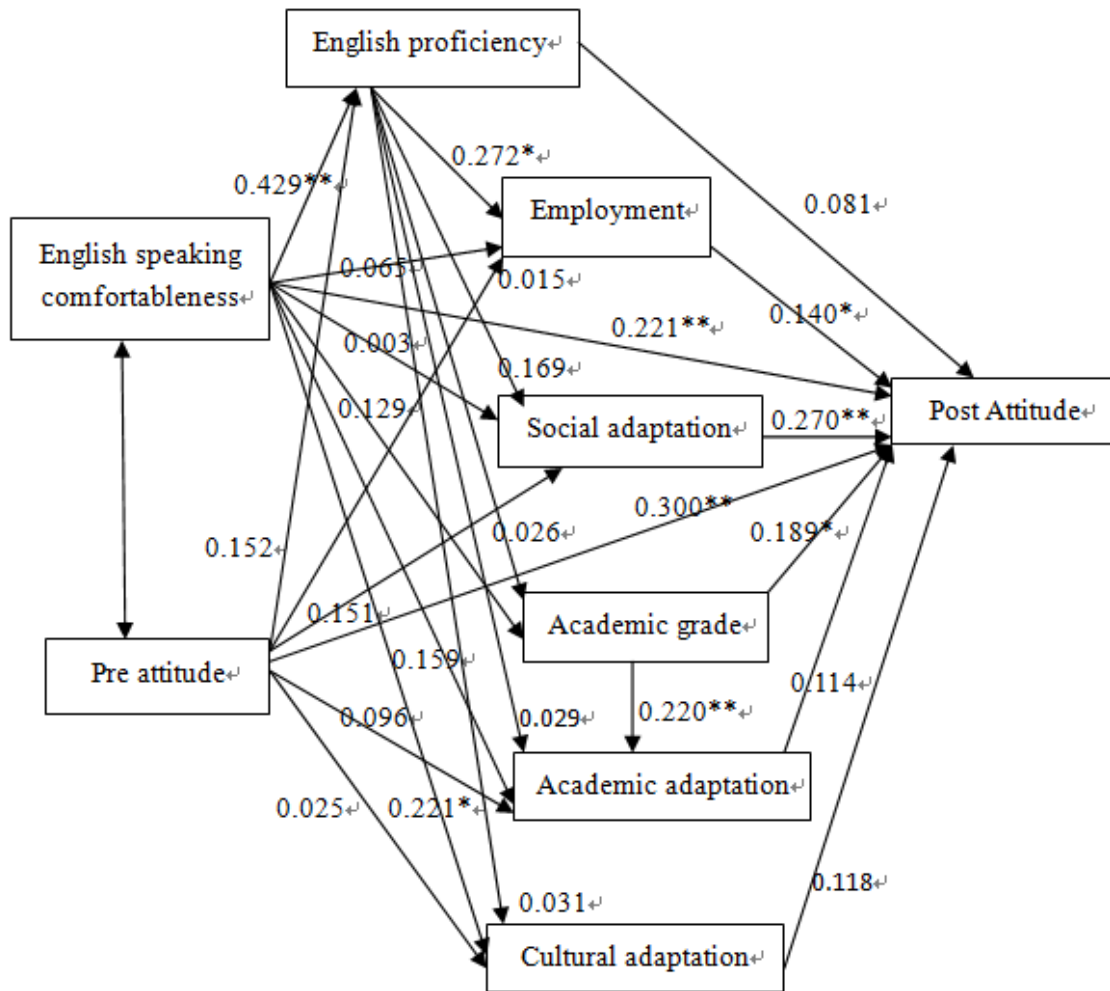 English proficiency↵
0.272*↵
0.429**↵
Employment↵
0.081↵
English speaking
comfortableness↵
0.065↵
0.015↵
0.221**↵
0.140*↵
0.003↵
0.169↵
0.129↵
Post Attitude↵
Social adaptation↵
0.270**↵
0.300**↵
0.026↵
0.189*↵
0.152↵
0.151↵
Academic grade↵
Pre attitude↵
0.159↵
0.114↵
0.096↵
0.029↵
0.220**↵
Academic adaptation↵
0.025↵
0.221*↵
0.118↵
0.031↵
Cultural adaptation↵